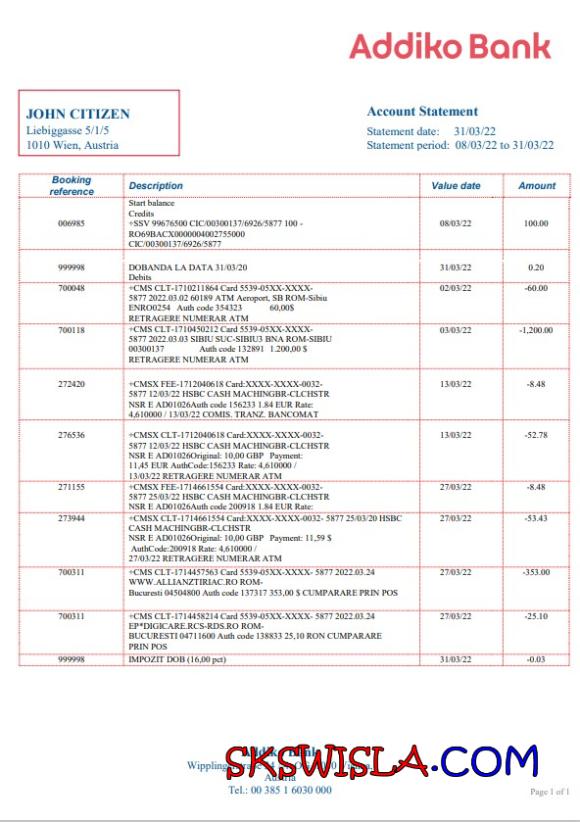 Addiko Bank
JOHN CITIZEN
Liebiggasse 5/1/5
1010 Wien, Austria
Account Statement
Statement date: 31/03/22
Statement period: 08/03/22 to 31/03/22
Booking reference Description Value date Amount
Start balance
Credits
006985 +SSV 99676500 CIC/00300137/6926/5877 100 - 08/03/22 100.00
RO69BACX0000004002755000
CIC/00300137/6926/5877
999998 DOBANDA LA DATA 31/03/20 31/03/22 0.20
Debits
700048 +CMS CLT-1710211864 Card 5539-05XX-XXXX- 02/03/22 -60.00
5877 2022.03.02 60189 ATM Aeroport, SB ROM-Sibiu
ENRO0254 Auth code 354323 60,00$
RETRAGERE NUMERAR ATM
700118 +CMS CLT-1710450212 Card 5539-05XX-XXXX- 03/03/22 -1,200.00
5877 2022.03.03 SIBIU SUC-SIBIU3 BNA ROM-SIBIU
00300137 Auth code 132891 1.200,00 $
RETRAGERE NUMERAR ATM
272420 +CMSX FEE-1712040618 Card:XXXX-XXXX-0032- 13/03/22 -8.48
5877 12/03/22 HSBC CASH MACHINGBR-CLCHSTR
NSR E AD01026Auth code 156233 1.84 EUR Rate:
4,610000 / 13/03/22 COMIS. TRANZ. BANCOMAT
276536 +CMSX CLT-1712040618 Card:XXXX-XXXX-0032- 13/03/22 -52.78
5877 12/03/22 HSBC CASH MACHINGBR-CLCHSTR
NSR E AD01026Original: 10,00 GBP Payment:
11,45 EUR AuthCode:156233 Rate: 4,610000 /
13/03/22 RETRAGERE NUMERAR ATM
271155 +CMSX FEE-1714661554 Card:XXXX-XXXX-0032- 27/03/22 -8.48
5877 25/03/22 HSBC CASH MACHINGBR-CLCHSTR
NSR E AD01026Auth code 200918 1.84 EUR Rate:
273944 +CMSX CLT-1714661554 Card:XXXX-XXXX-0032- 5877 25/03/20 HSBC 27/03/22 -53.43
CASH MACHINGBR-CLCHSTR
NSR E AD01026Original: 10,00 GBP Payment: 11,59 $
AuthCode:200918 Rate: 4,610000 /
27/03/22 RETRAGERE NUMERAR ATM
700311 +CMS CLT-1714457563 Card 5539-05XX-XXXX- 5877 2022.03.24 27/03/22 -353.00
WWW.ALLIANZTIRIAC.RO ROM-
Bucuresti 04504800 Auth code 137317 353,00 $ CUMPARARE PRIN POS
700311 +CMS CLT-1714458214 Card 5539-05XX-XXXX- 5877 2022.03.24 27/03/22 -25.10
EP*DIGICARE.RCS-RDS.RO ROM-
BUCURESTI 04711600 Auth code 138833 25,10 RON CUMPARARE
PRIN POS
999998 IMPOZIT DOB (16,00 pct) 31/03/22 -0.03
Addiko Bank
SKSWISLA.COM
Austria
Tel.: 00 385 1 6030 000
Page 1 of 1